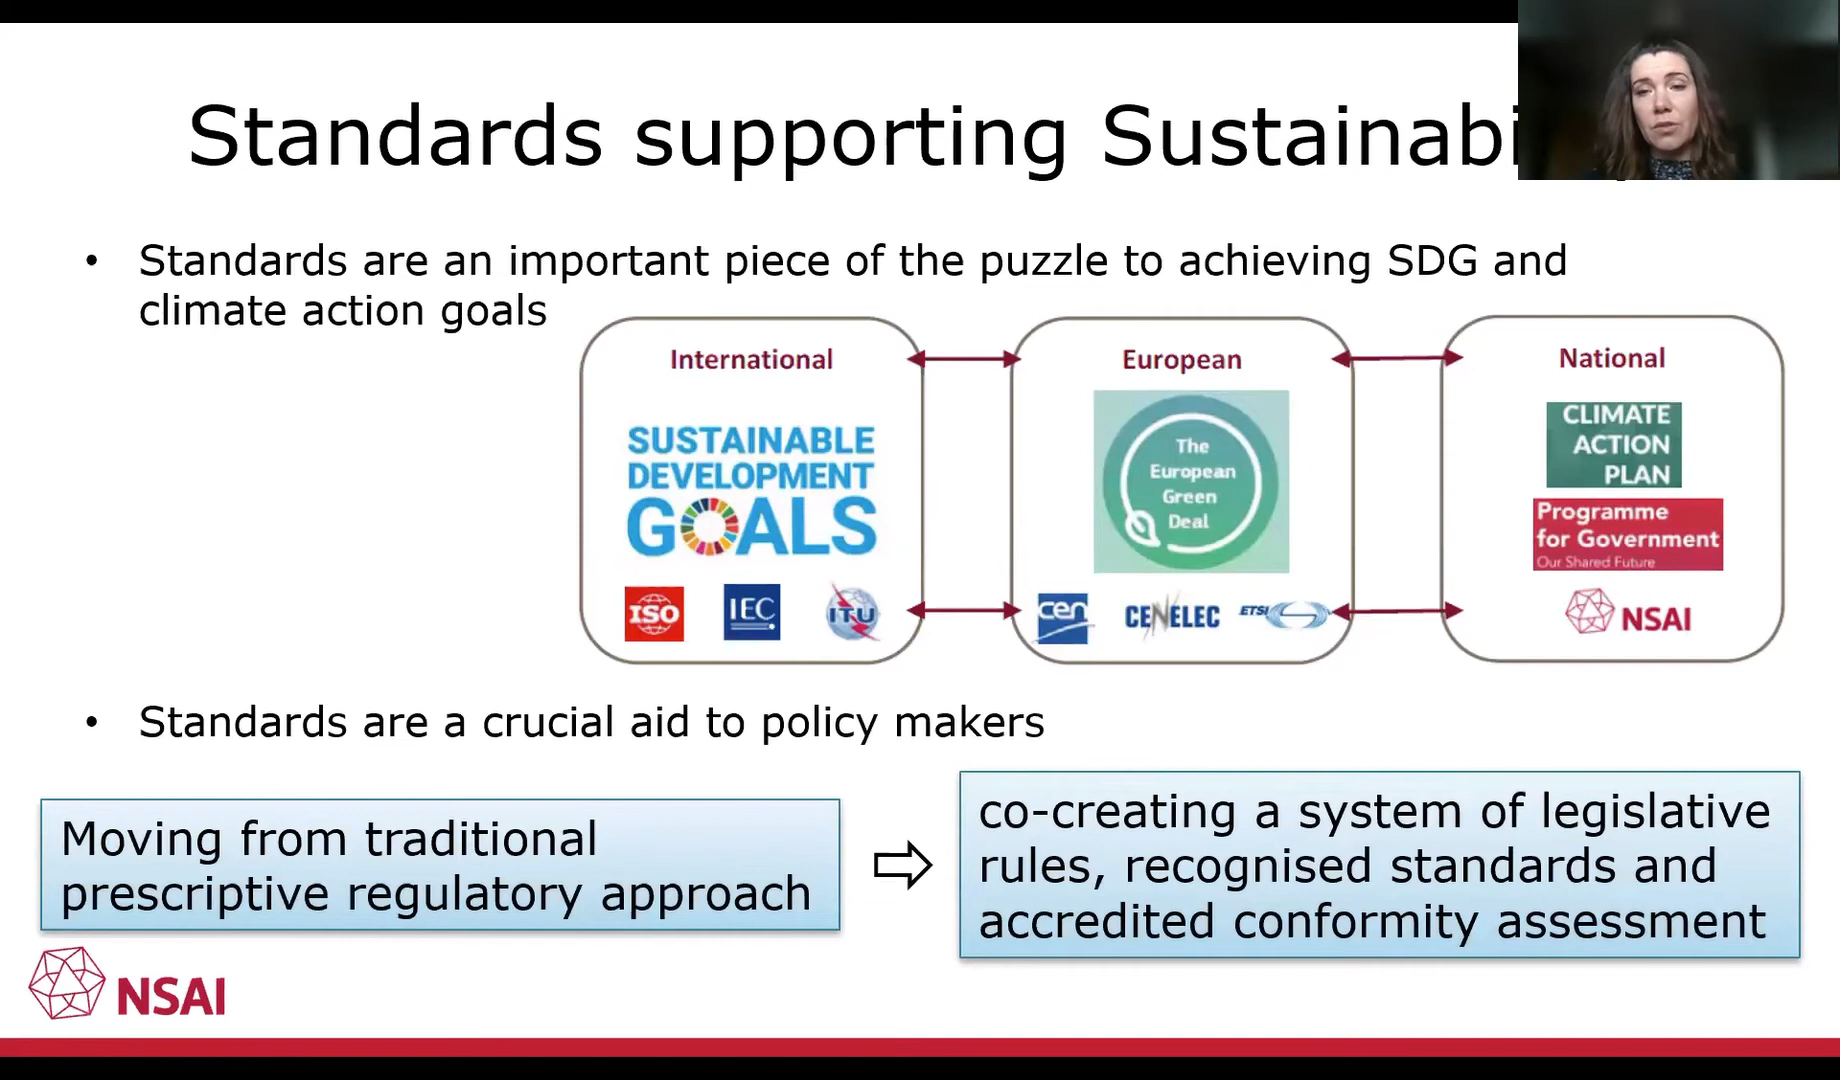 Standards supporting Sustainabi
• Standards are an important piece of the puzzle to achieving SDG and
climate action goals
International
SUSTAINABLE
DEVELOPMENT
GOALS
ISO
IEC
ITU
European
The
European
Green
Deal
cen
CENELEC
ETSI
National
CLIMATE
ACTION
PLAN
Programme
for Government
Our Shared Future
NSAI
• Standards are a crucial aid to policy makers
Moving from traditional
prescriptive regulatory approach
co-creating a system of legislative
rules, recognised standards and
accredited conformity assessment
NSAI